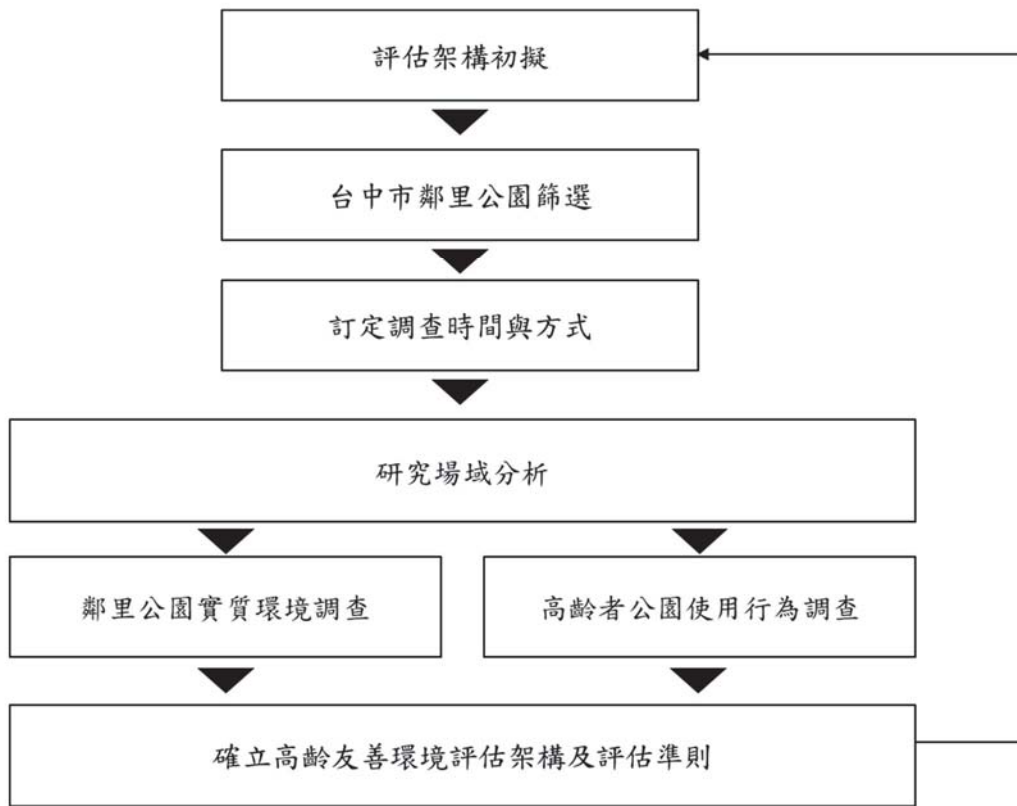 評估架構初擬
台中市鄰里公園篩選
訂定調查時間與方式
研究場域分析
鄰里公園實質環境調查
高齡者公園使用行為調查
確立高齡友善環境評估架構及評估準則